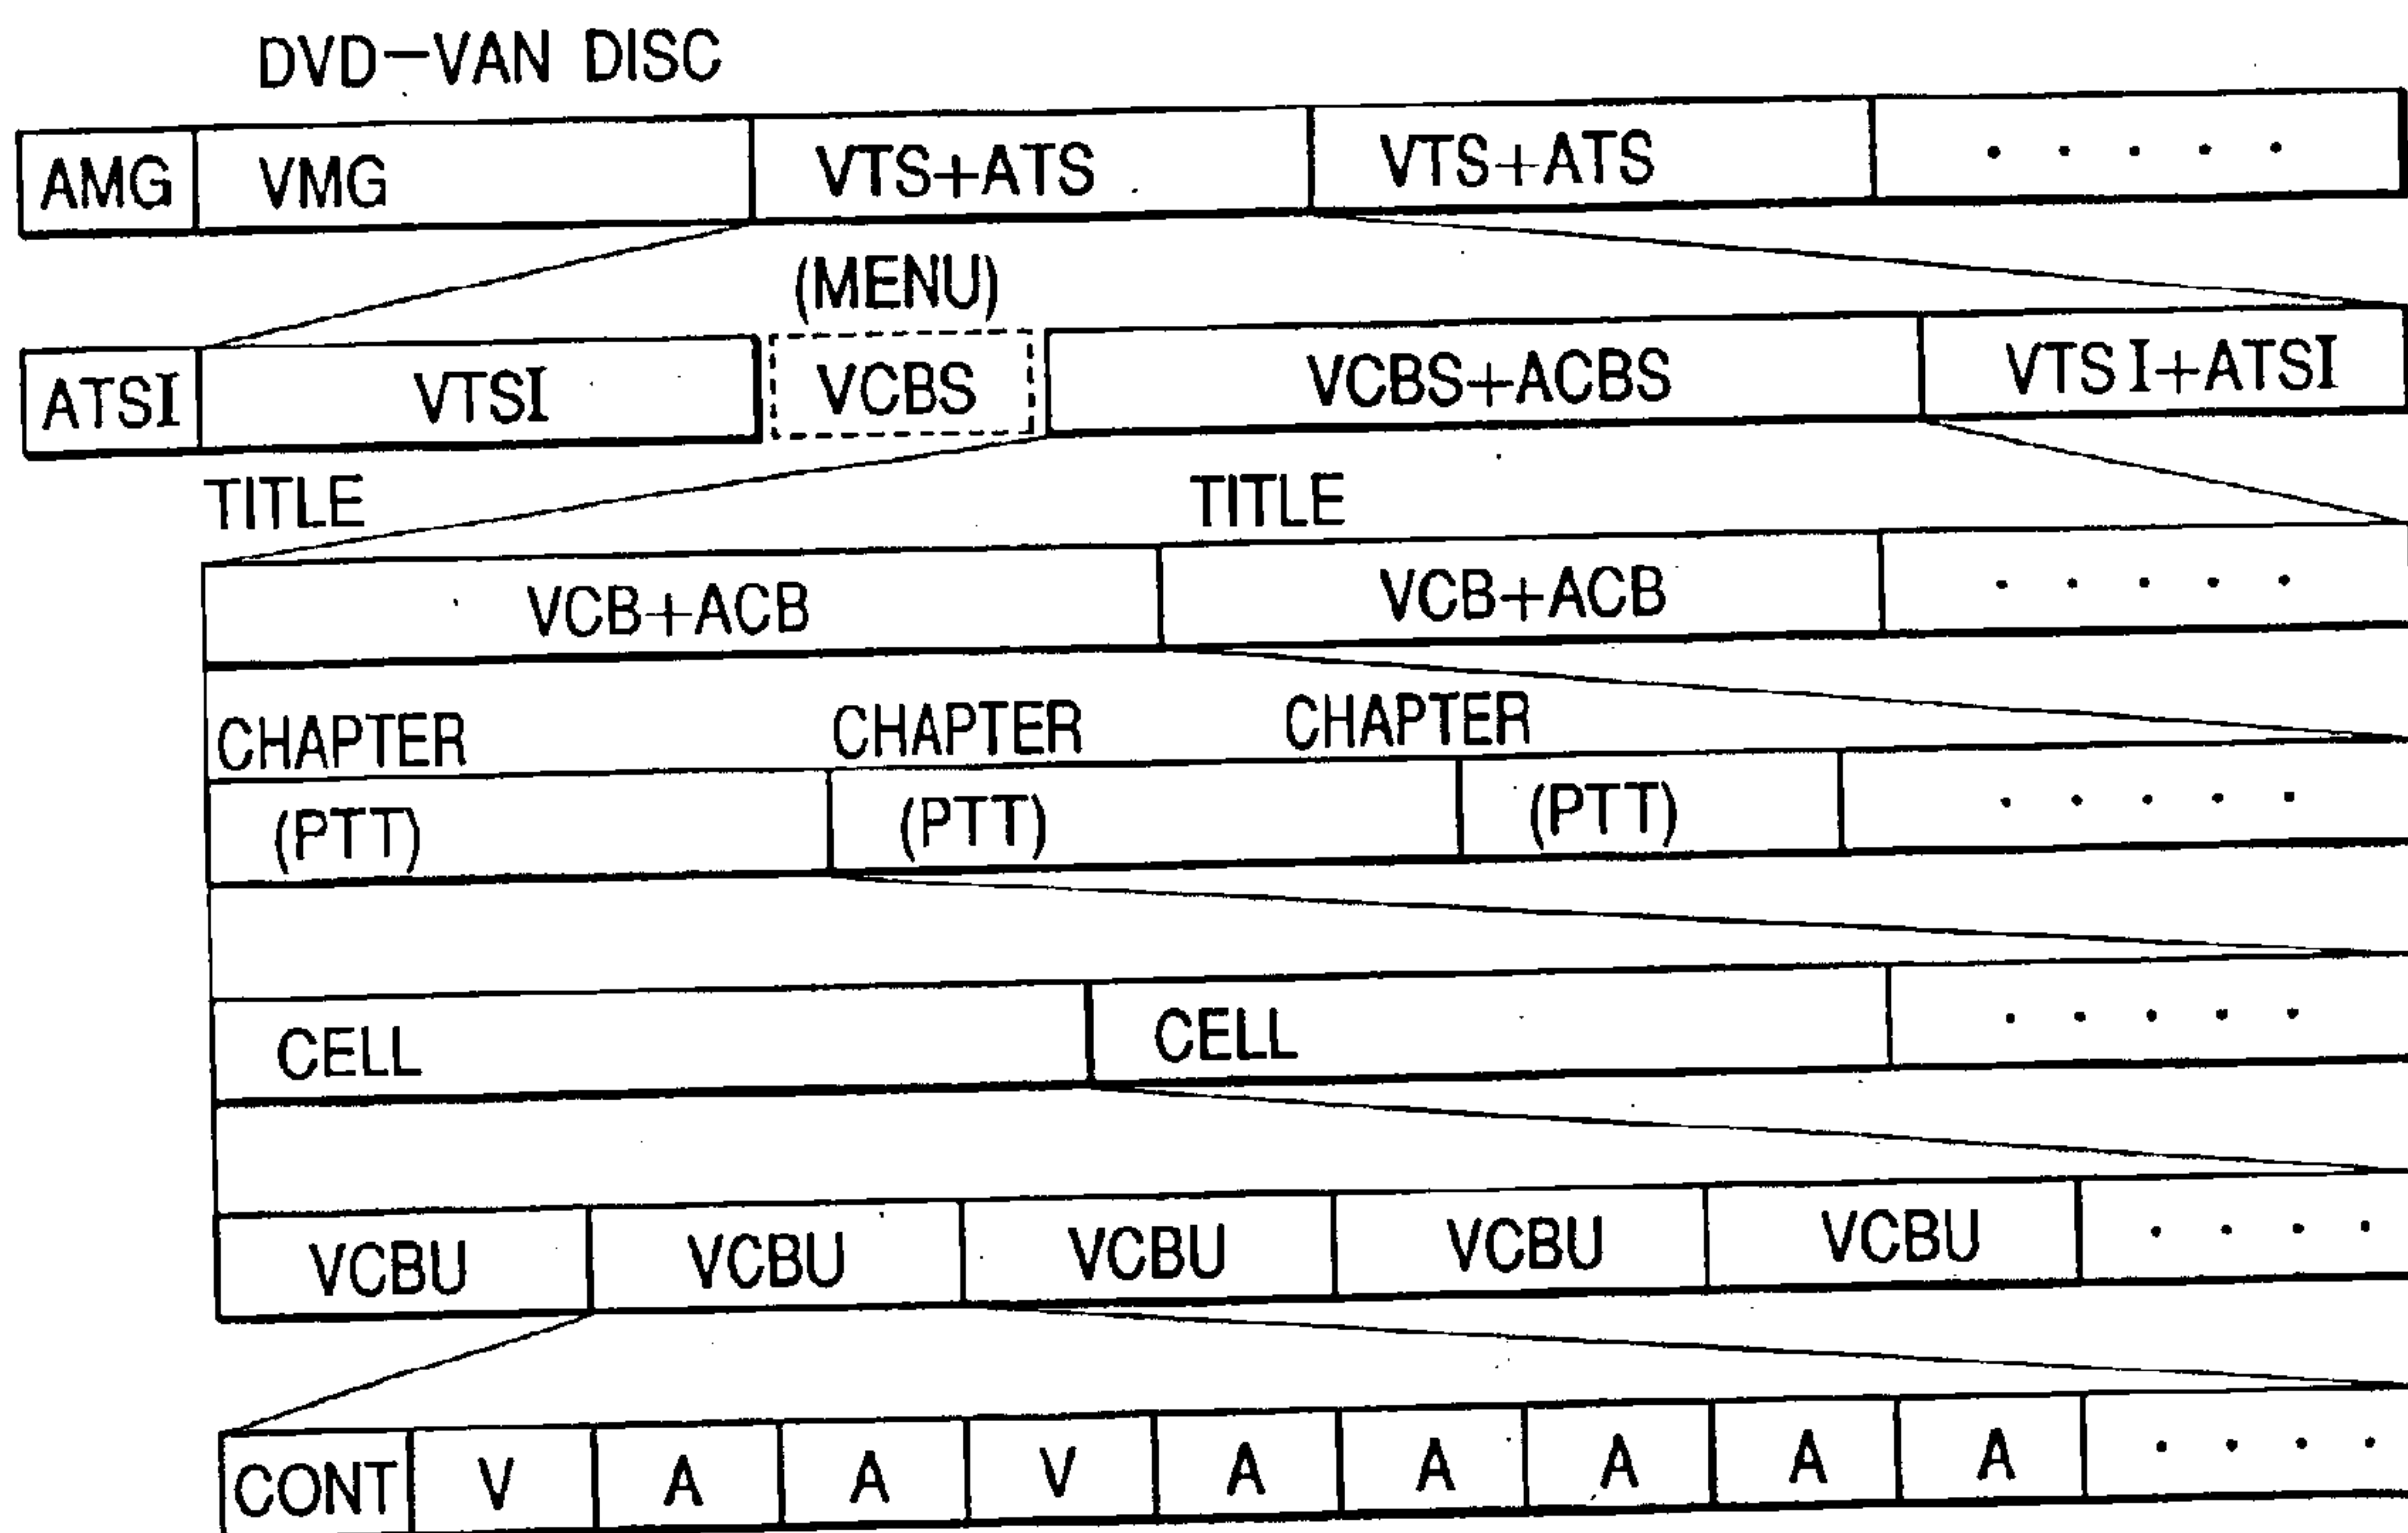 DVD-VAN DISC
AMG VMG VTS+ATS VTS+ATS . . . . .
(MENU)
ATSI VTSI VCBS VCBS+ACBS VTSI+ATSI
TITLE TITLE
VCB+ACB VCB+ACB . . . . .
CHAPTER CHAPTER CHAPTER
(PTT) (PTT) (PTT) . . . . .
CELL CELL . . . . .
VCBU VCBU VCBU VCBU VCBU . . . .
CONT V A A V A A A A A . . . .